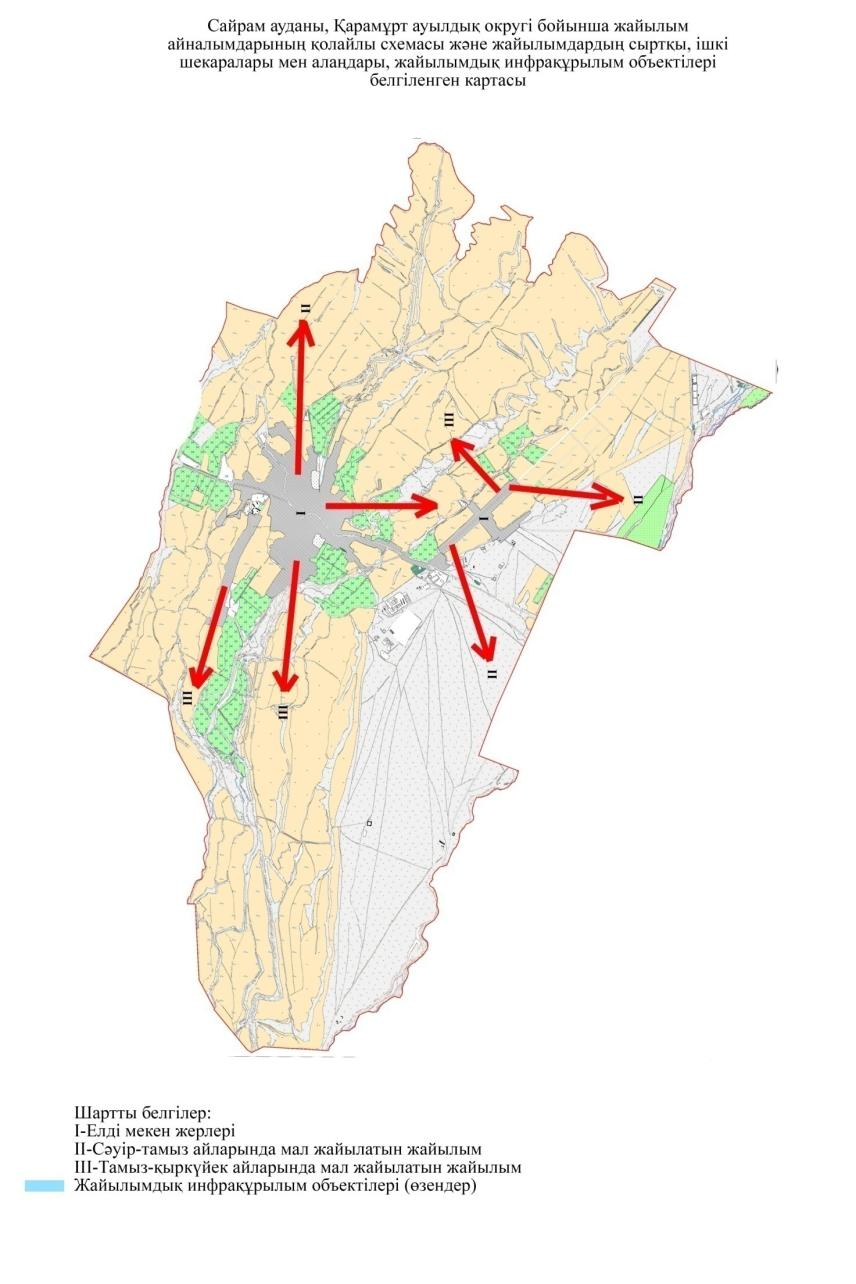 Сайрам ауданы, Қарамұрт ауылдық округі бойынша жайылым
айналымдарының қолайлы схемасы және жайылымдардың сыртқы, ішкі
шекаралары мен алаңдары, жайылымдық инфрақұрылым объектілері
белгіленген картасы
II
III
I
I
II
II
III
III
Шартты белгілер:
I-Елді мекен жерлері
II-Сәуір-тамыз айларында мал жайылатын жайылым
III-Тамыз-қыркүйек айларында мал жайылатын жайылым
Жайылымдық инфрақұрылым объектілері (өзендер)